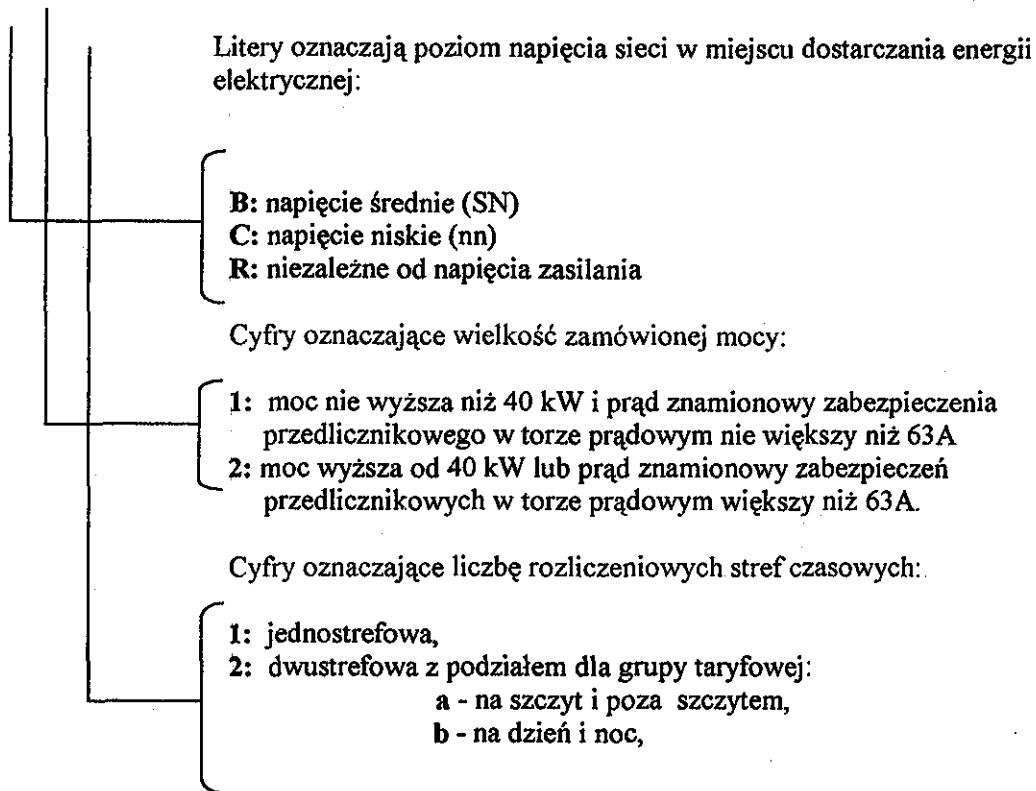 Litery oznaczają poziom napięcia sieci w miejscu dostarczania energii
elektrycznej:
B: napięcie średnie (SN)
C: napięcie niskie (nn)
R: niezależne od napięcia zasilania
Cyfry oznaczające wielkość zamówionej mocy:
1: moc nie wyższa niż 40 kW i prąd znamionowy zabezpieczenia
przedlicznikowego w torze prądowym nie większy niż 63A
2: moc wyższa od 40 kW lub prąd znamionowy zabezpieczeń
przedlicznikowych w torze prądowym większy niż 63A.
Cyfry oznaczające liczbę rozliczeniowych stref czasowych:
1: jednostrefowa,
2: dwustrefowa z podziałem dla grupy taryfowej:
a - na szczyt i poza szczytem,
b - na dzień i noc,